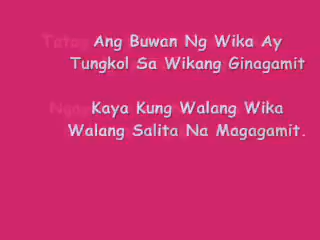 Ang Buwan Ng Wika Ay
Tungkol Sa Wikang Ginagamit
Kaya Kung Walang Wika
Walang Salita Na Magagamit.